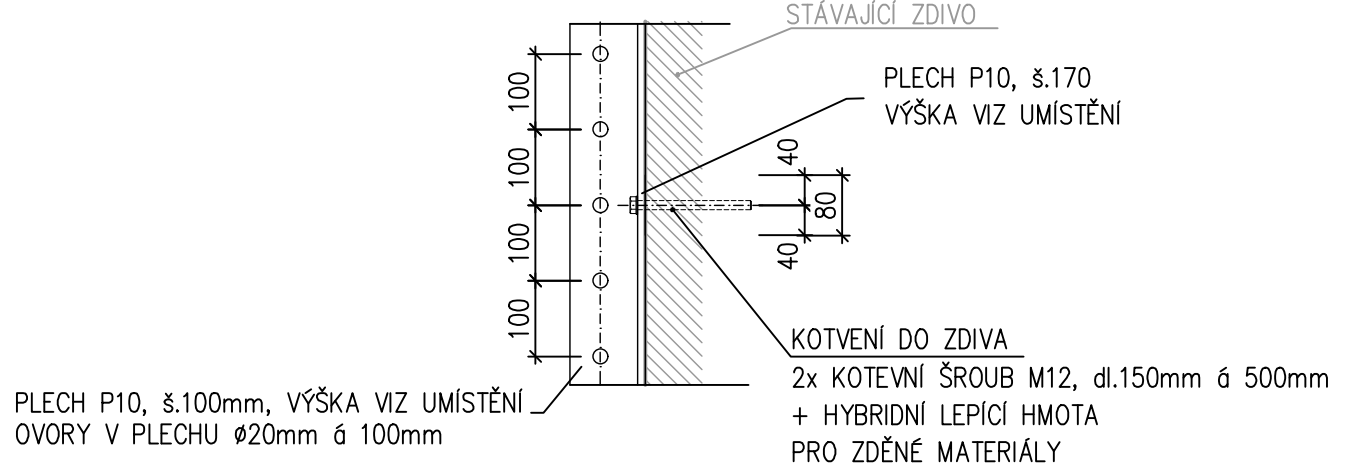 STÁVAJÍCÍ ZDIVO
PLECH P10, š.170
VÝŠKA VIZ UMÍSTĚNÍ
100
100
100
100
40
80
40
KOTVENÍ DO ZDIVA
2x KOTEVNÍ ŠROUB M12, dl.150mm á 500mm
+ HYBRIDNÍ LEPÍCÍ HMOTA
PRO ZDĚNÉ MATERIÁLY
PLECH P10, š.100mm, VÝŠKA VIZ UMÍSTĚNÍ
OVORY V PLECHU ø20mm á 100mm